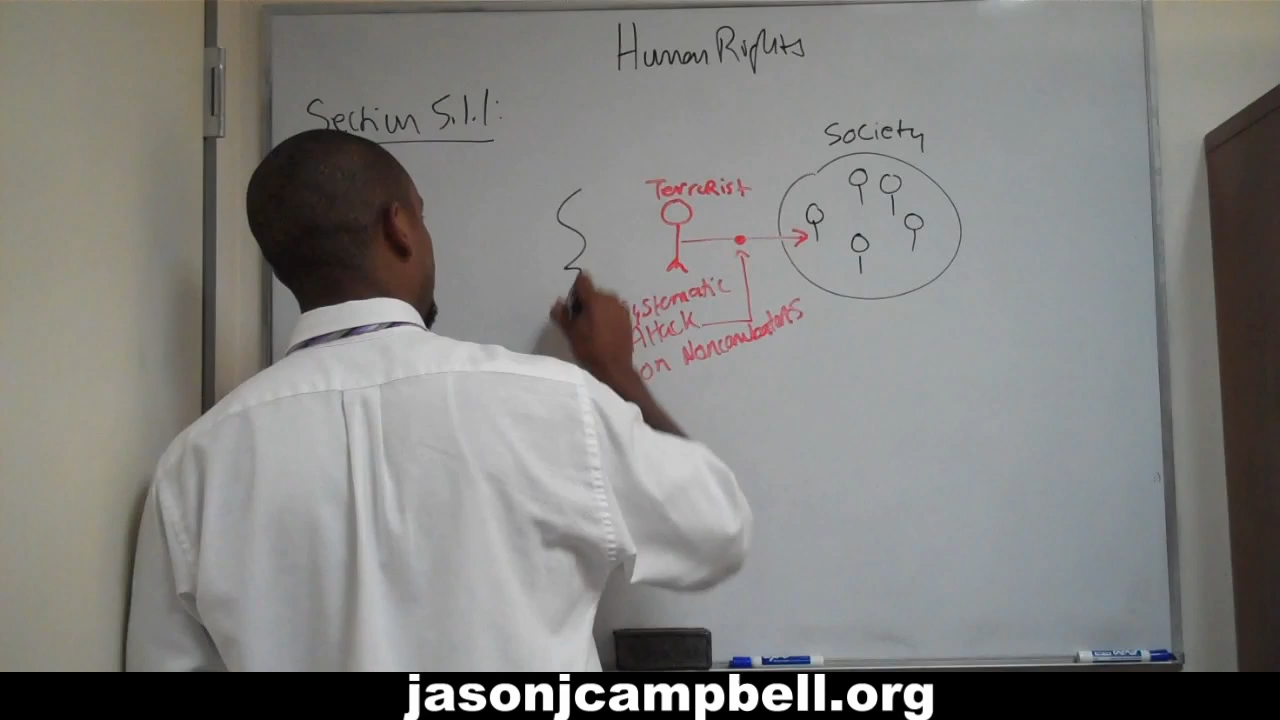 Human Rights
Section 5.1.1:
Society
Terrorist
Systematic
Attack
on Noncombatants
jasonjcampbell.org